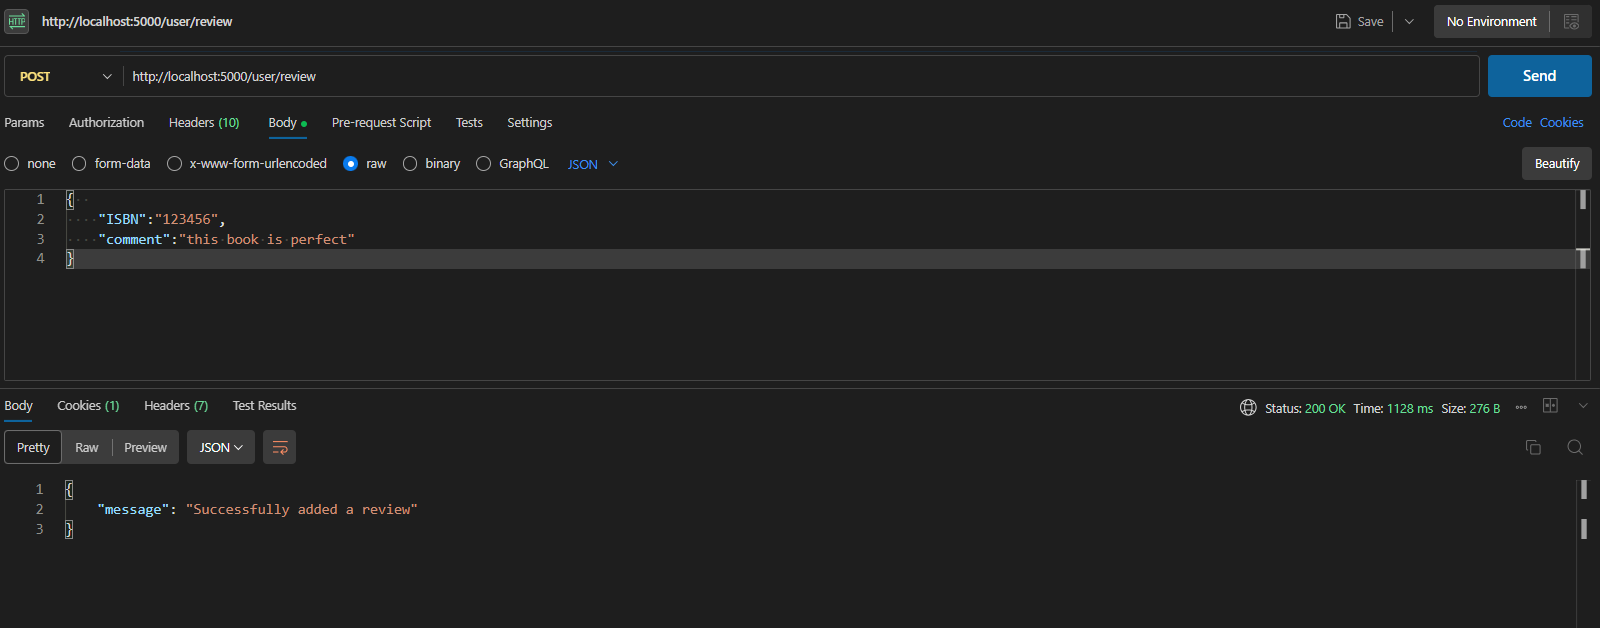 HTTP http://localhost:5000/user/review Save No Environment
POST http://localhost:5000/user/review Send
Params Authorization Headers (10) Body Pre-request Script Tests Settings Code Cookies
none form-data x-www-form-urlencoded raw binary GraphQL JSON Beautify
1 {
2 "ISBN":"123456",
3 "comment":"this book is perfect"
4 }
Body Cookies (1) Headers (7) Test Results Status: 200 OK Time: 1128 ms Size: 276 B
Pretty Raw Preview JSON
1 {
2 "message": "Successfully added a review"
3 }